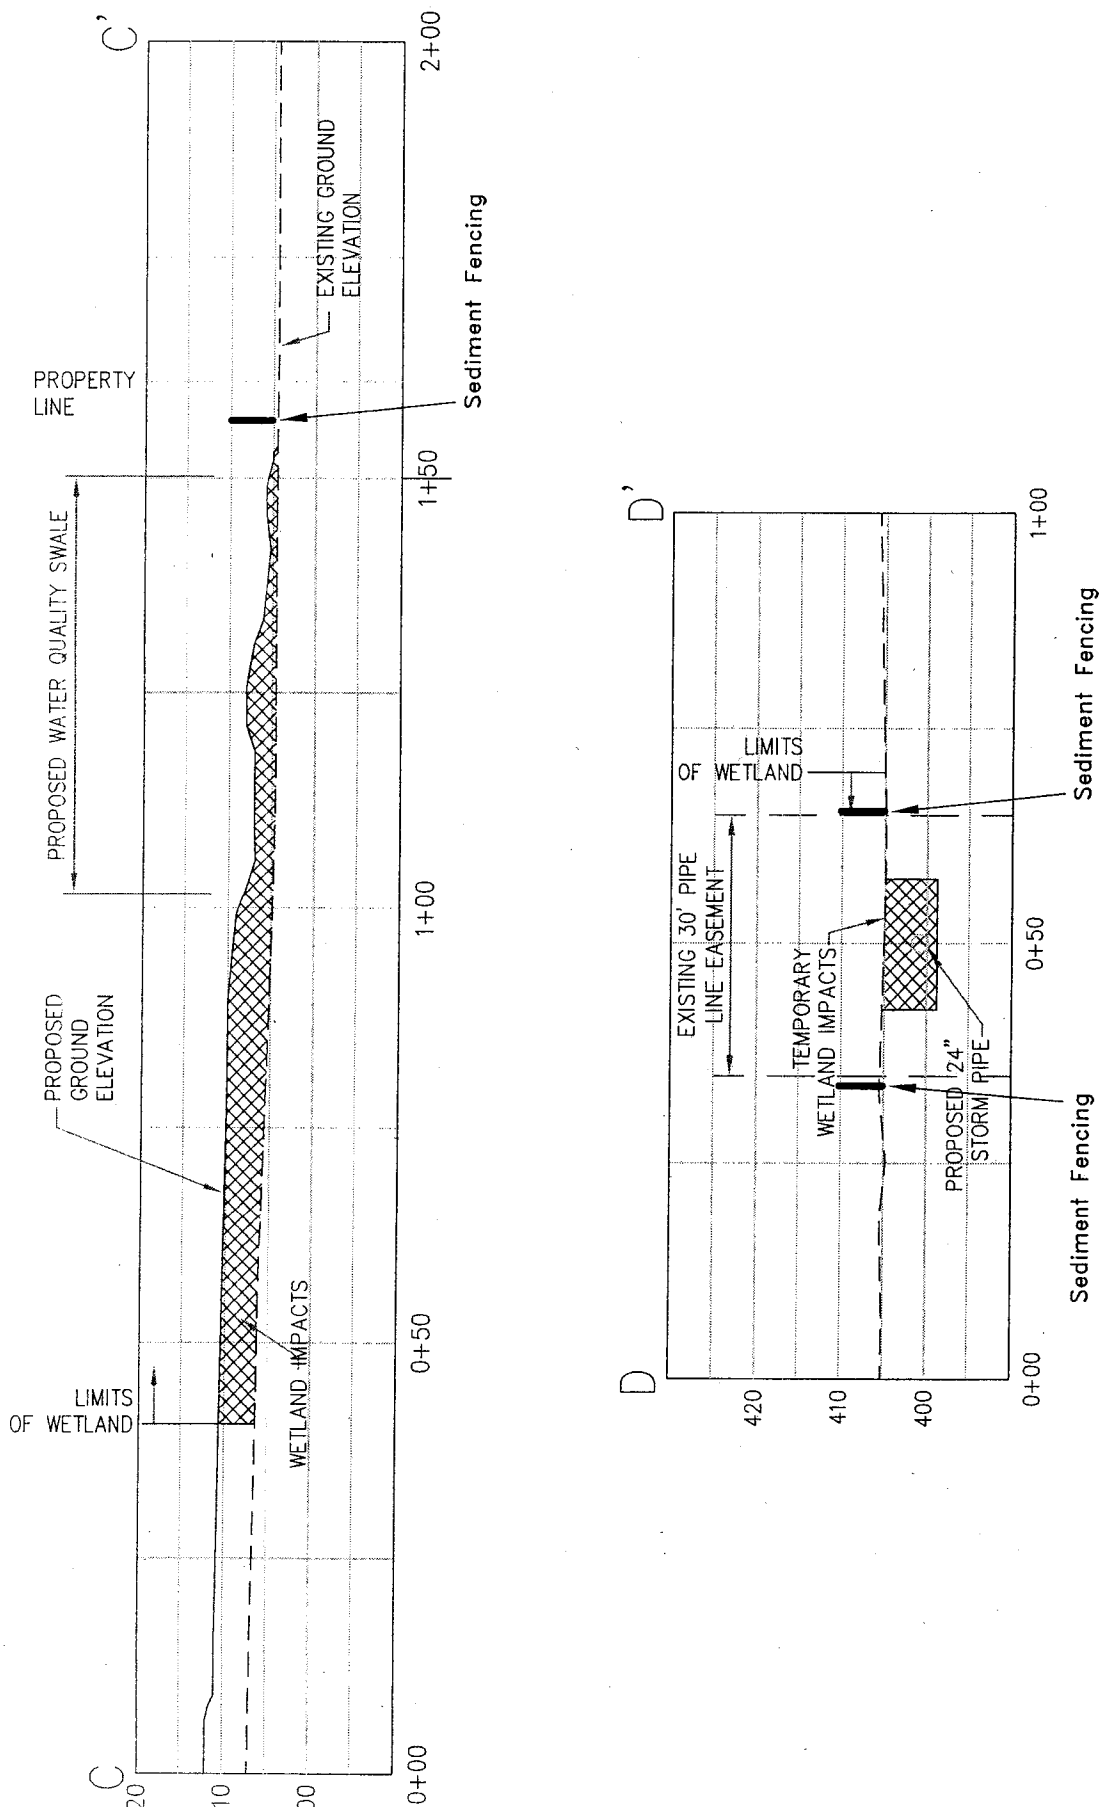 C
C'
PROPERTY
LINE
PROPOSED WATER QUALITY SWALE
PROPOSED
GROUND
ELEVATION
LIMITS
OF WETLAND
WETLAND IMPACTS
EXISTING GROUND
ELEVATION
Sediment Fencing
20
10
00
0+00
0+50
1+00
1+50
2+00
D
D'
LIMITS
OF WETLAND
EXISTING 30' PIPE
LINE EASEMENT
TEMPORARY
WETLAND IMPACTS
PROPOSED 24"
STORM PIPE
Sediment Fencing
Sediment Fencing
420
410
400
0+00
0+50
1+00